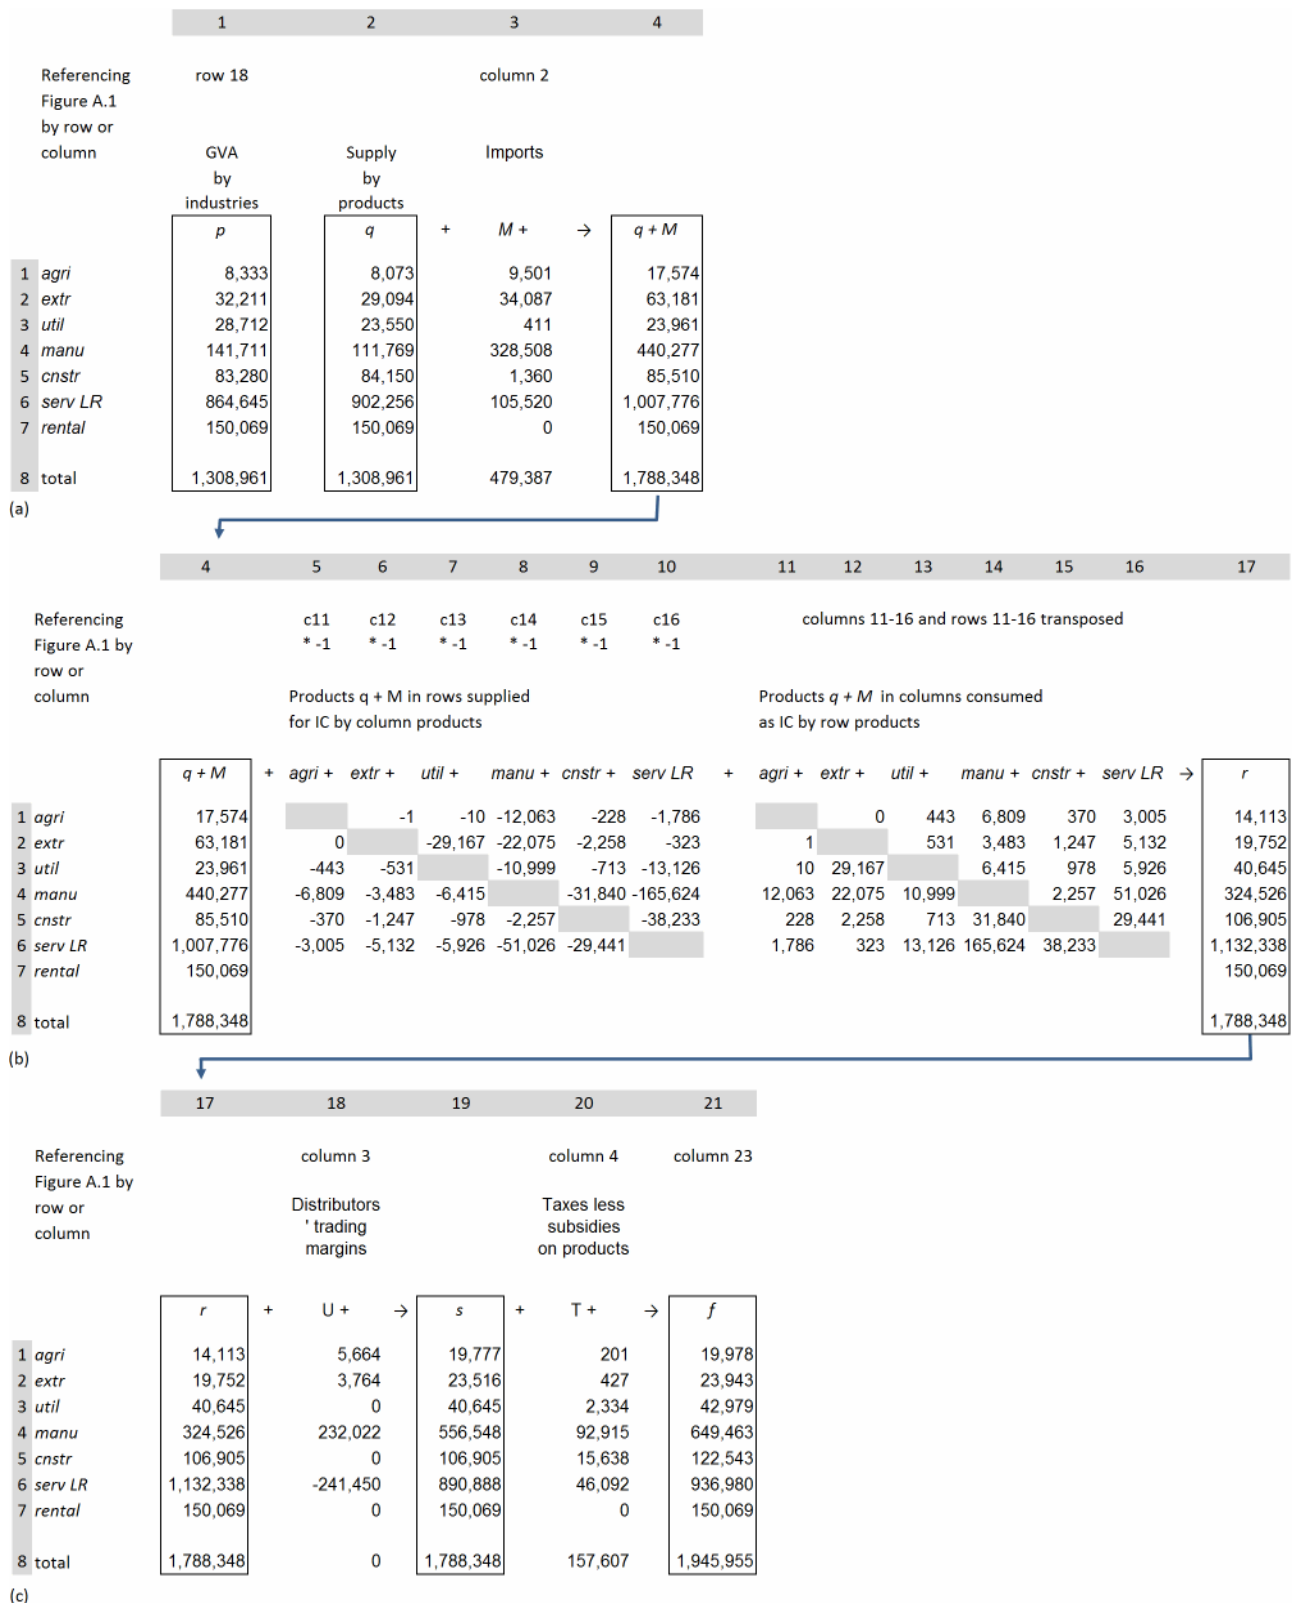 1 2 3 4
Referencing row 18 column 2
Figure A.1
by row or
column GVA Supply Imports
by by
industries products
p q + M + → q + M
1 agri 8,333 8,073 9,501 17,574
2 extr 32,211 29,094 34,087 63,181
3 util 28,712 23,550 411 23,961
4 manu 141,711 111,769 328,508 440,277
5 cnstr 83,280 84,150 1,360 85,510
6 serv LR 864,645 902,256 105,520 1,007,776
7 rental 150,069 150,069 0 150,069
8 total 1,308,961 1,308,961 479,387 1,788,348
(a)
4 5 6 7 8 9 10 11 12 13 14 15 16 17
Referencing c11 c12 c13 c14 c15 c16 columns 11-16 and rows 11-16 transposed
Figure A.1 by * -1 * -1 * -1 * -1 * -1 * -1
row or
column Products q + M in rows supplied Products q + M in columns consumed
for IC by column products as IC by row products
q + M + agri + extr + util + manu + cnstr + serv LR + agri + extr + util + manu + cnstr + serv LR → r
1 agri 17,574 -1 -10 -12,063 -228 -1,786 0 443 6,809 370 3,005 14,113
2 extr 63,181 0 -29,167 -22,075 -2,258 -323 1 531 3,483 1,247 5,132 19,752
3 util 23,961 -443 -531 -10,999 -713 -13,126 10 29,167 6,415 978 5,926 40,645
4 manu 440,277 -6,809 -3,483 -6,415 -31,840 -165,624 12,063 22,075 10,999 2,257 51,026 324,526
5 cnstr 85,510 -370 -1,247 -978 -2,257 -38,233 228 2,258 713 31,840 29,441 106,905
6 serv LR 1,007,776 -3,005 -5,132 -5,926 -51,026 -29,441 1,786 323 13,126 165,624 38,233 1,132,338
7 rental 150,069 150,069
8 total 1,788,348 1,788,348
(b)
17 18 19 20 21
Referencing column 3 column 4 column 23
Figure A.1 by
row or Distributors Taxes less
column ' trading subsidies
margins on products
r + U + → s + T + → f
1 agri 14,113 5,664 19,777 201 19,978
2 extr 19,752 3,764 23,516 427 23,943
3 util 40,645 0 40,645 2,334 42,979
4 manu 324,526 232,022 556,548 92,915 649,463
5 cnstr 106,905 0 106,905 15,638 122,543
6 serv LR 1,132,338 -241,450 890,888 46,092 936,980
7 rental 150,069 0 150,069 0 150,069
8 total 1,788,348 0 1,788,348 157,607 1,945,955
(c)